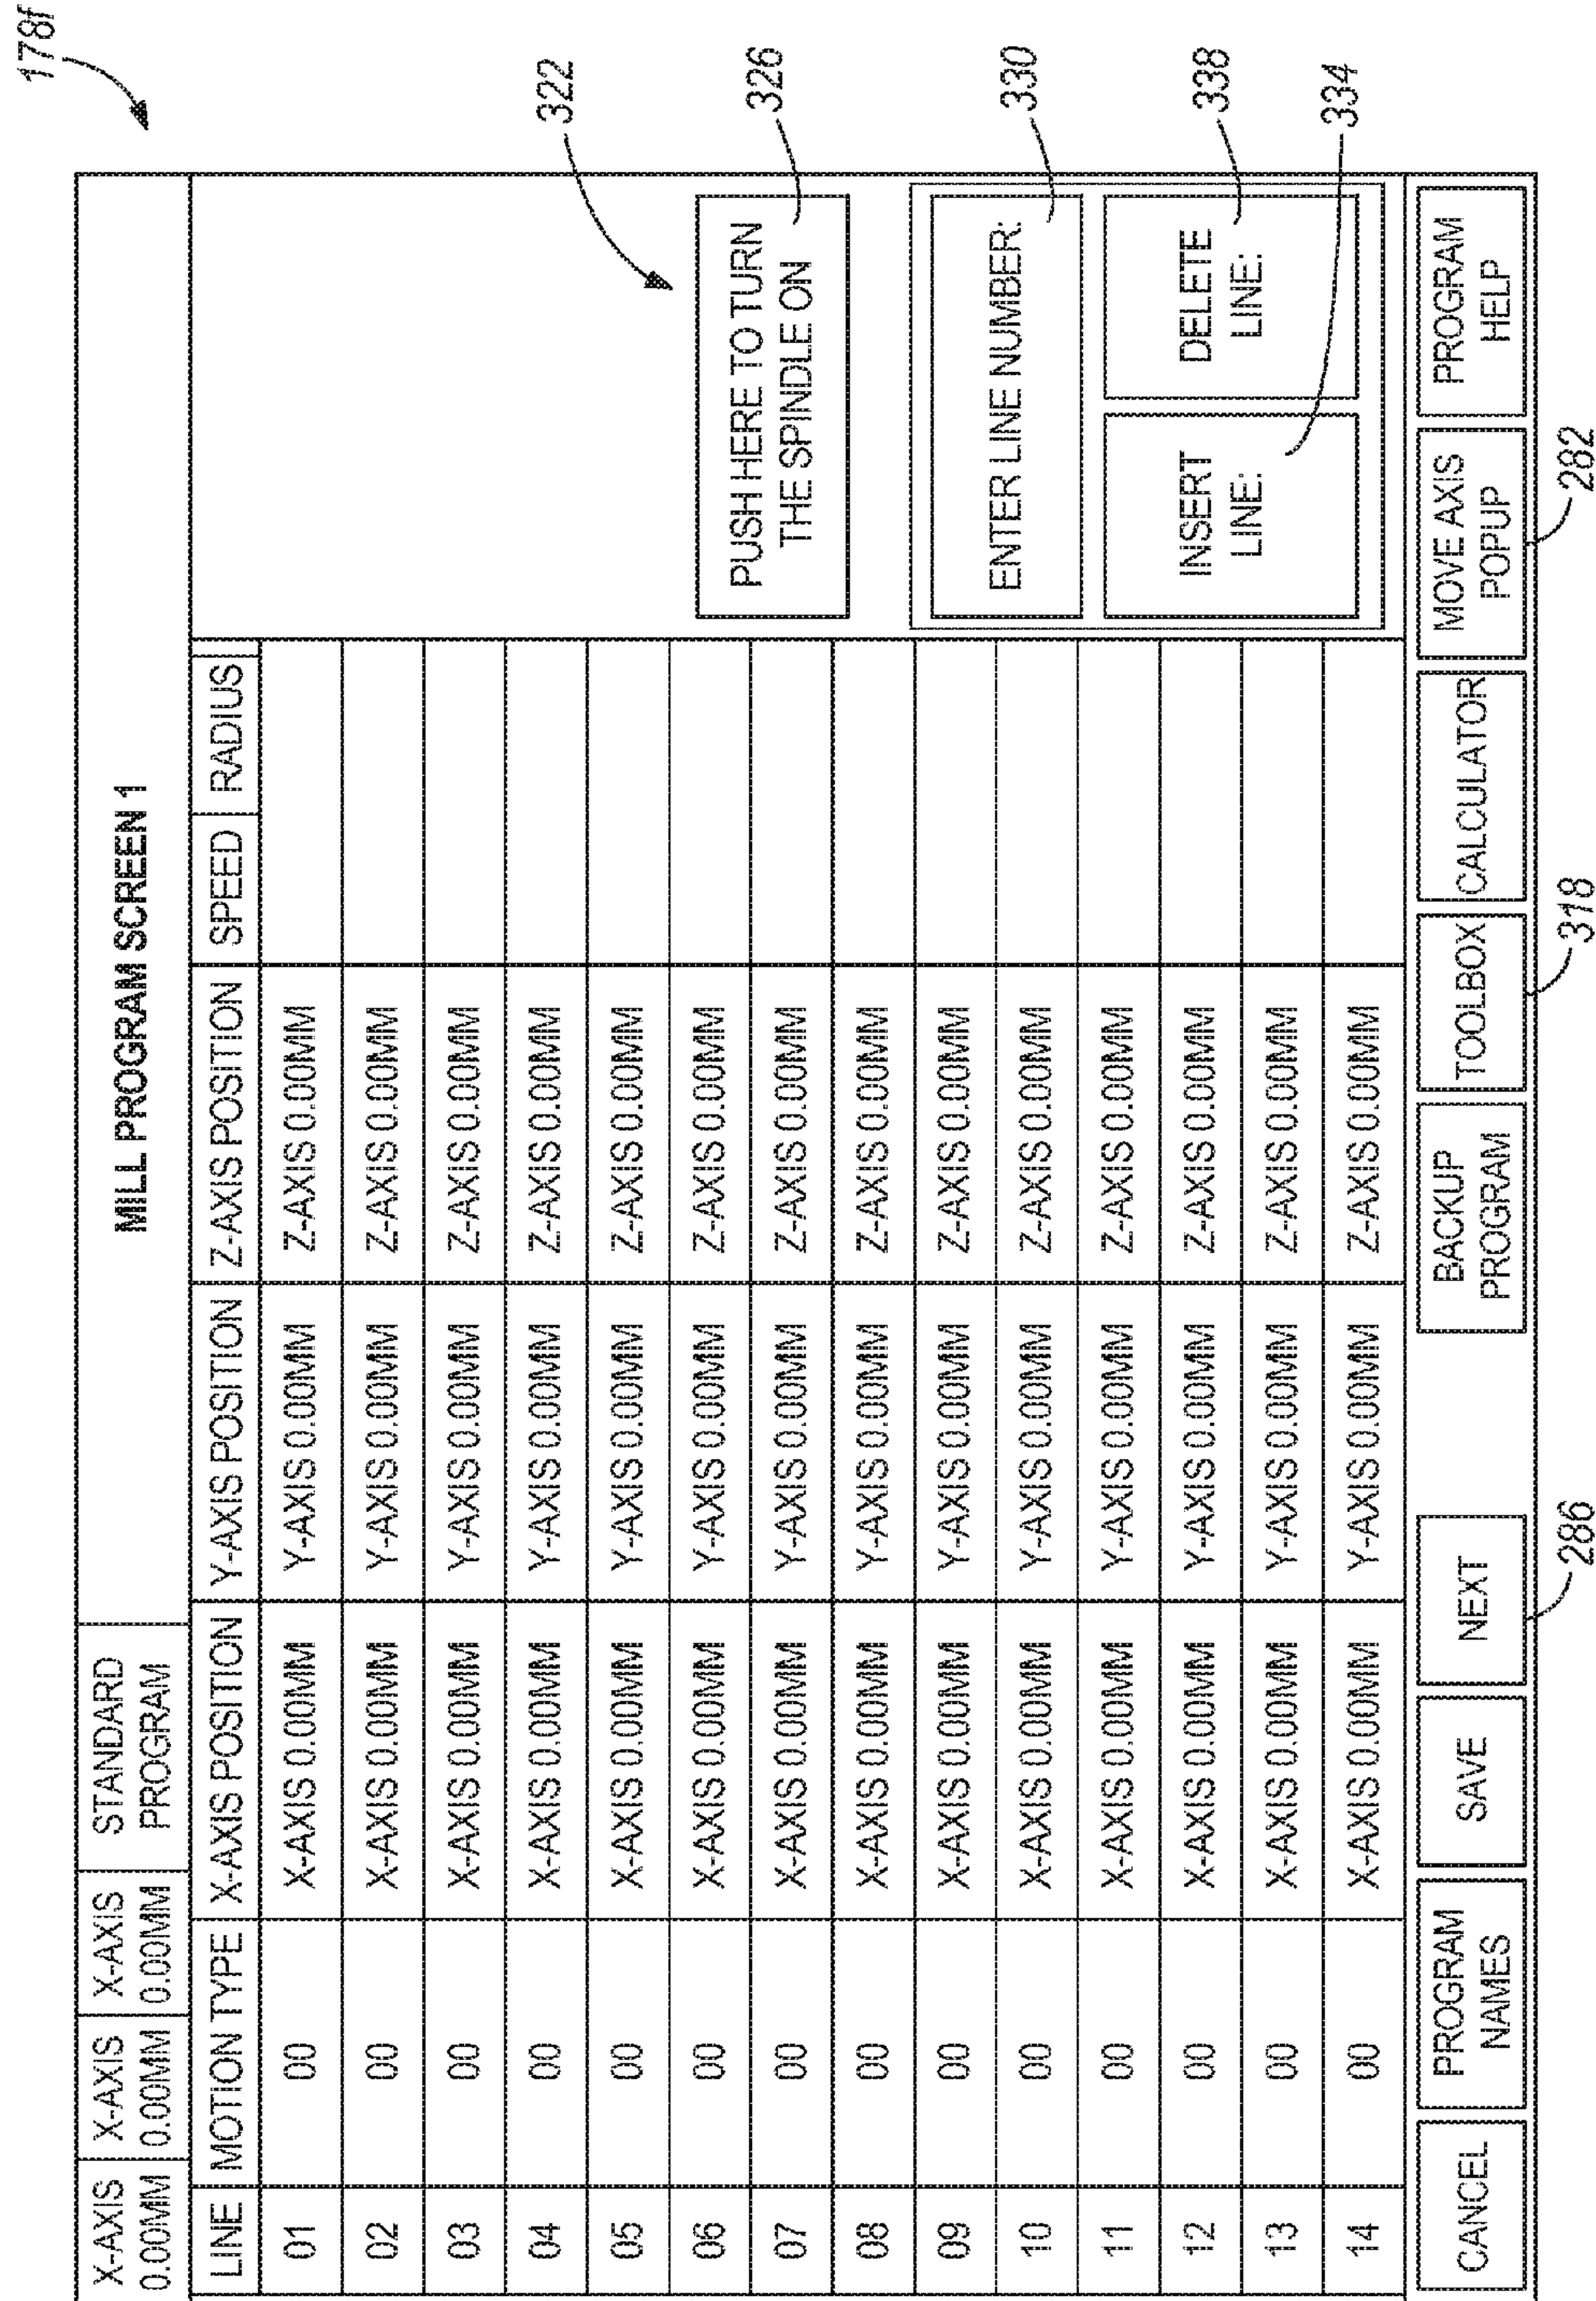 178f
X-AXIS 0.00MM X-AXIS 0.00MM X-AXIS 0.00MM STANDARD PROGRAM MILL PROGRAM SCREEN 1
LINE MOTION TYPE X-AXIS POSITION Y-AXIS POSITION Z-AXIS POSITION SPEED RADIUS
01 00 X-AXIS 0.00MM Y-AXIS 0.00MM Z-AXIS 0.00MM
02 00 X-AXIS 0.00MM Y-AXIS 0.00MM Z-AXIS 0.00MM
03 00 X-AXIS 0.00MM Y-AXIS 0.00MM Z-AXIS 0.00MM
04 00 X-AXIS 0.00MM Y-AXIS 0.00MM Z-AXIS 0.00MM
05 00 X-AXIS 0.00MM Y-AXIS 0.00MM Z-AXIS 0.00MM
06 00 X-AXIS 0.00MM Y-AXIS 0.00MM Z-AXIS 0.00MM
07 00 X-AXIS 0.00MM Y-AXIS 0.00MM Z-AXIS 0.00MM
08 00 X-AXIS 0.00MM Y-AXIS 0.00MM Z-AXIS 0.00MM
09 00 X-AXIS 0.00MM Y-AXIS 0.00MM Z-AXIS 0.00MM
10 00 X-AXIS 0.00MM Y-AXIS 0.00MM Z-AXIS 0.00MM
11 00 X-AXIS 0.00MM Y-AXIS 0.00MM Z-AXIS 0.00MM
12 00 X-AXIS 0.00MM Y-AXIS 0.00MM Z-AXIS 0.00MM
13 00 X-AXIS 0.00MM Y-AXIS 0.00MM Z-AXIS 0.00MM
14 00 X-AXIS 0.00MM Y-AXIS 0.00MM Z-AXIS 0.00MM
322
PUSH HERE TO TURN
THE SPINDLE ON
326
ENTER LINE NUMBER:
330
INSERT
LINE:
DELETE
LINE:
338
334
CANCEL
PROGRAM
NAMES
SAVE
NEXT
BACKUP
PROGRAM
TOOLBOX
CALCULATOR
MOVE AXIS
POPUP
PROGRAM
HELP
286
318
282